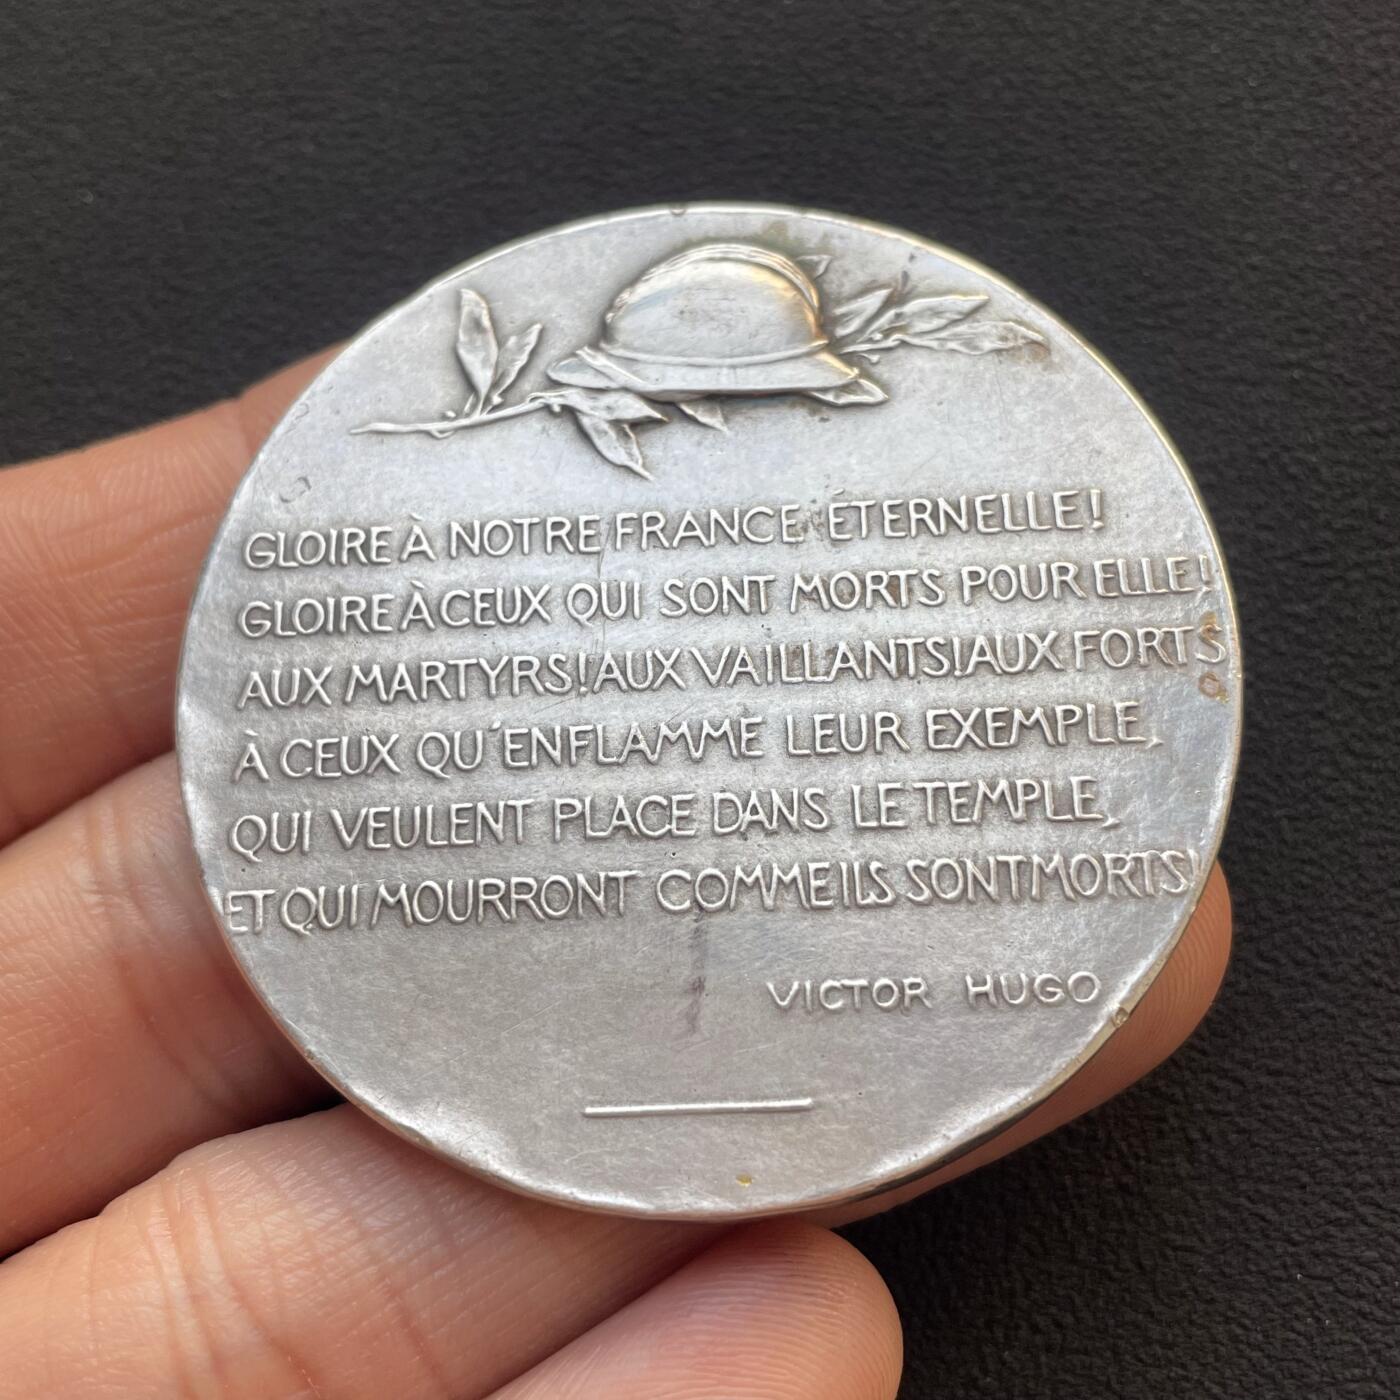 GLOIRE À NOTRE FRANCE ÉTERNELLE!
GLOIRE À CEUX QUI SONT MORTS POUR ELLE!
AUX MARTYRS! AUX VAILLANTS! AUX FORTS
À CEUX QU'ENFLAMME LEUR EXEMPLE,
QUI VEULENT PLACE DANS LE TEMPLE,
ET QUI MOURRONT COMME ILS SONT MORTS!
VICTOR HUGO